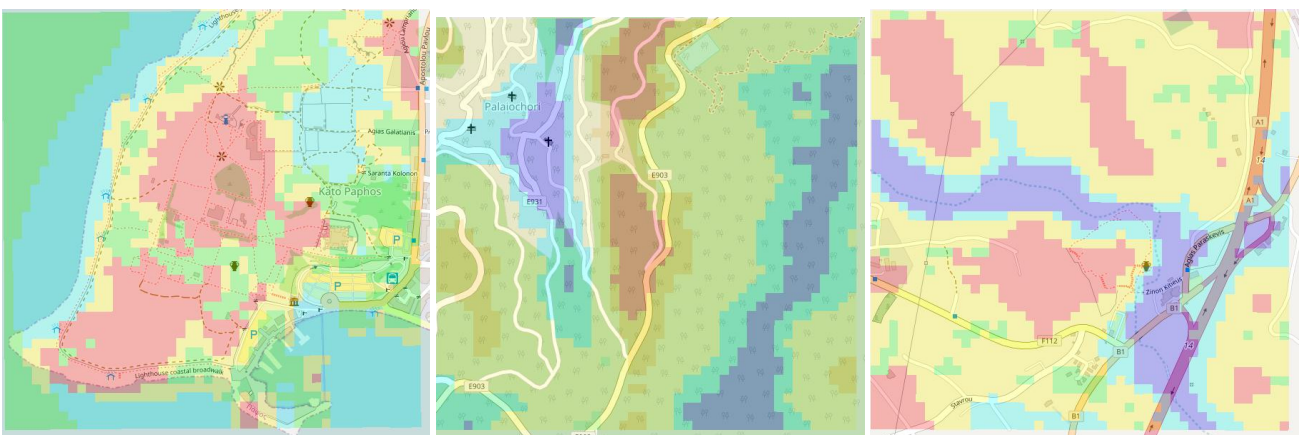 Lighthouse
Apostolou Pavlou
Agias Galatianis
P
Saranta Kolonon
Kato Paphos
P
P
P
Lighthouse coastal broadwalk
Palaiochori
E903
E931
E903
A1
14
A1
Agias Paraskevis
Zinon Kitieus
B1
F112
14
B1
Stavrou
B1